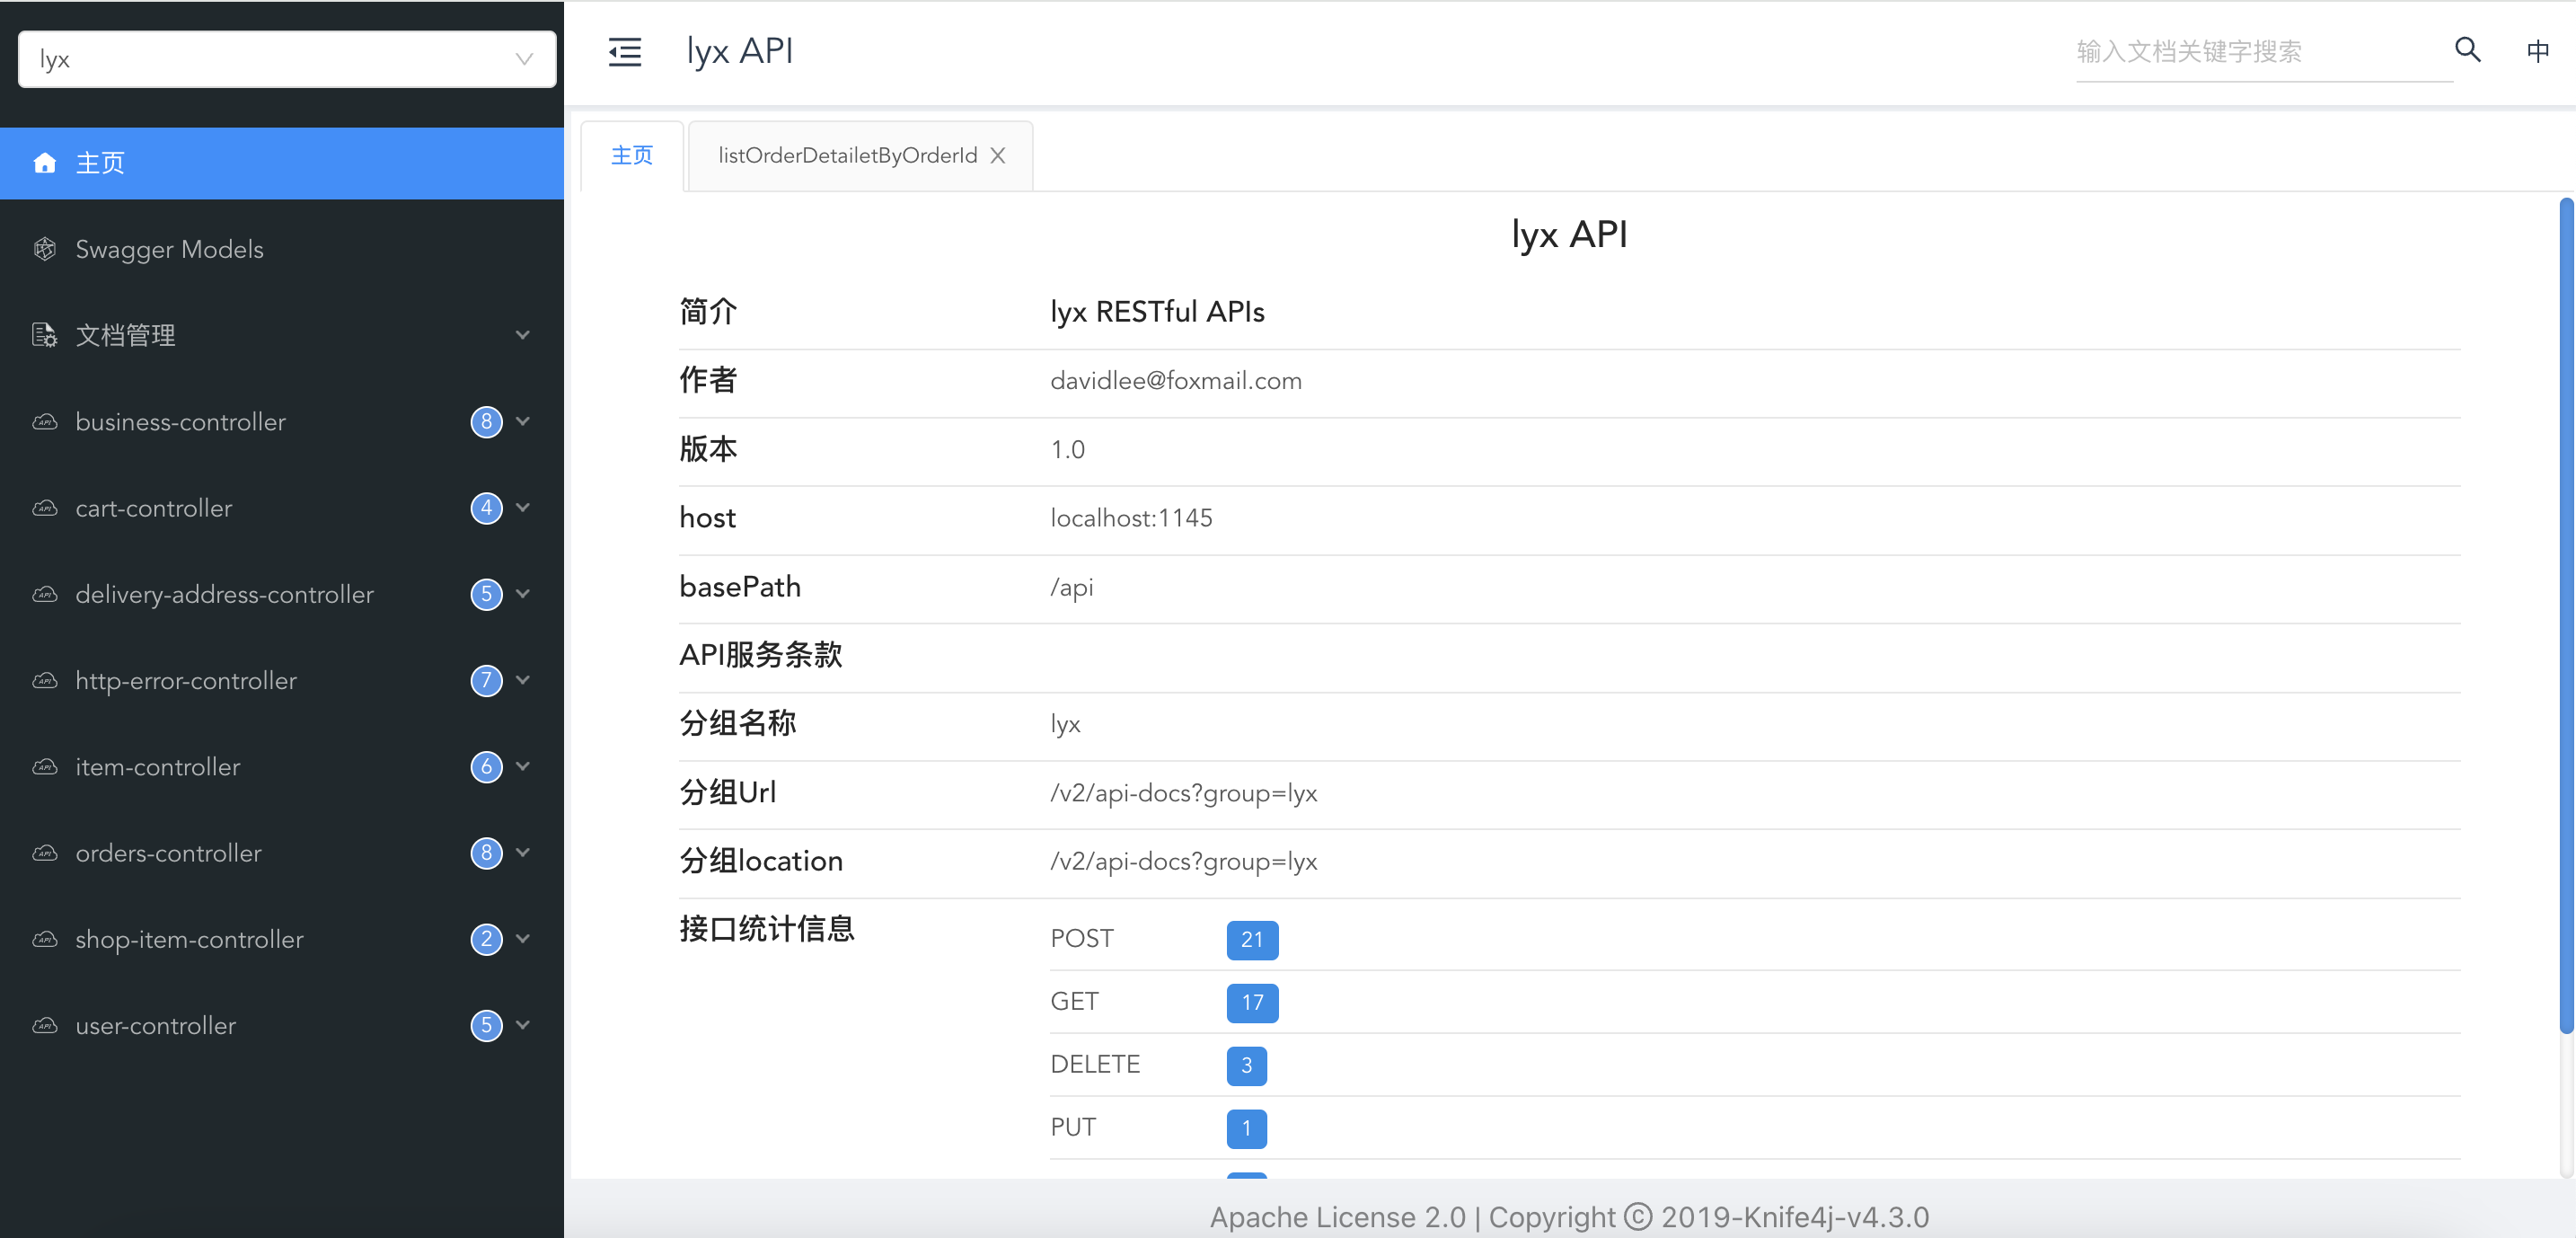 lyx
lyx API
输入文档关键字搜索
中
主页
Swagger Models
文档管理
business-controller 8
cart-controller 4
delivery-address-controller 5
http-error-controller 7
item-controller 6
orders-controller 8
shop-item-controller 2
user-controller 5
主页
listOrderDetailetByOrderId
lyx API
简介 lyx RESTful APIs
作者 davidlee@foxmail.com
版本 1.0
host localhost:1145
basePath /api
API服务条款
分组名称 lyx
分组Url /v2/api-docs?group=lyx
分组location /v2/api-docs?group=lyx
接口统计信息
POST 21
GET 17
DELETE 3
PUT 1
Apache License 2.0 | Copyright © 2019-Knife4j-v4.3.0